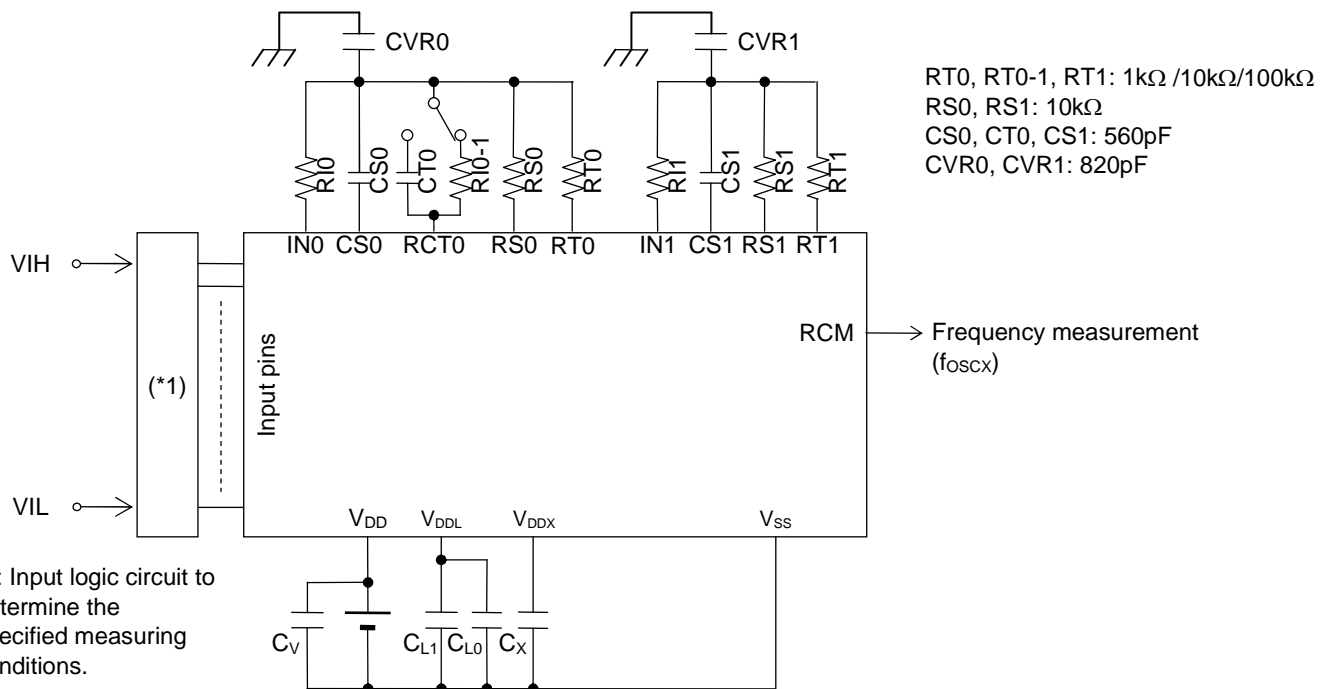 CVR0
CVR1
RT0, RT0-1, RT1: 1kΩ /10kΩ/100kΩ
RS0, RS1: 10kΩ
CS0, CT0, CS1: 560pF
CVR0, CVR1: 820pF
RI0
CS0
CT0
RI0-1
RS0
RT0
RI1
CS1
RS1
RT1
IN0 CS0 RCT0 RS0 RT0
IN1 CS1 RS1 RT1
VIH
(*1)
Input pins
RCM
Frequency measurement
(fOSCX)
VIL
VDD VDDL VDDX VSS
: Input logic circuit to
termine the
ecified measuring
nditions.
CV
CL1
CL0
CX